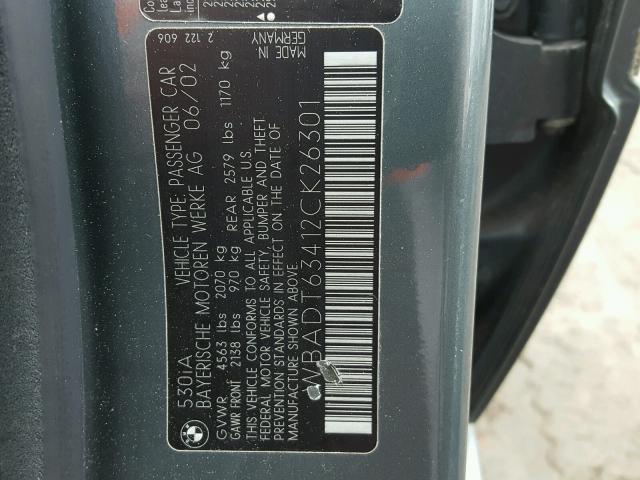 5301A VEHICLE TYPE PASSENGER CAR
BAYERISCHE MOTOREN WERKE AG 06/02
GVWR 4563 lbs 2070 kg
GAWR FRONT 2138 lbs 970 kg REAR 2579 lbs 1170 kg
THIS VEHICLE CONFORMS TO ALL APPLICABLE U.S.
FEDERAL MOTOR VEHICLE SAFETY, BUMPER AND THEFT
PREVENTION STANDARDS IN EFFECT ON THE DATE OF
MANUFACTURE SHOWN ABOVE
WBADT63412CK26301
MADE IN
GERMANY
2 122 606